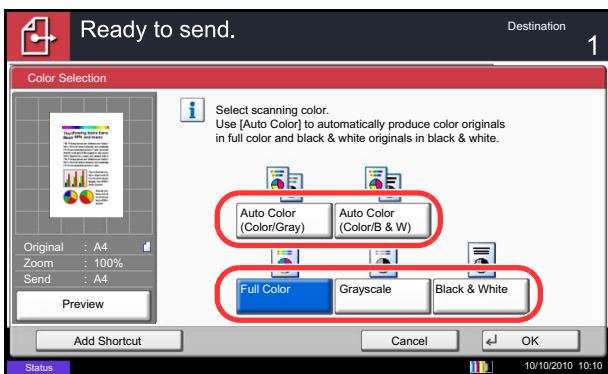 Ready to send.
Destination
1
Color Selection
Select scanning color.
Use [Auto Color] to automatically produce color originals
in full color and black & white originals in black & white.
Auto Color
(Color/Gray)
Auto Color
(Color/B & W)
Original : A4
Zoom : 100%
Send : A4
Full Color
Grayscale
Black & White
Preview
Add Shortcut
Cancel
OK
Status
10/10/2010 10:10